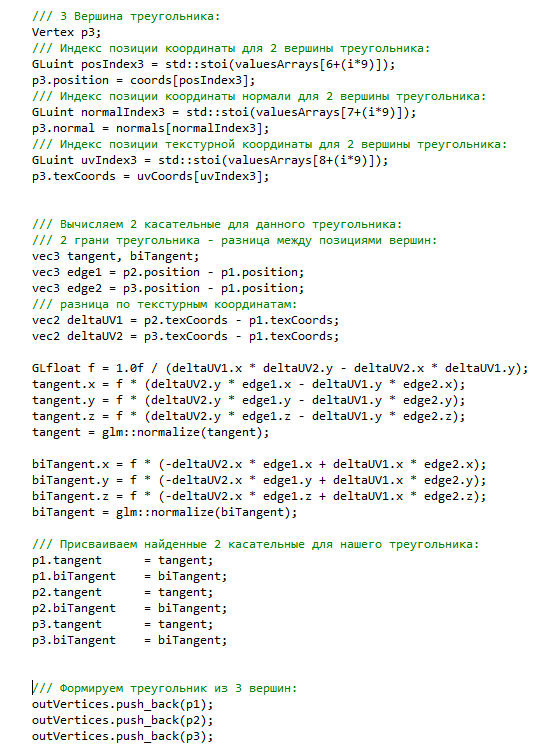 /// 3 Вершина треугольника:
Vertex p3;
/// Индекс позиции координаты для 2 вершины треугольника:
GLuint posIndex3 = std::stoi(valuesArrays[6+(i*9)]);
p3.position = coords[posIndex3];
/// Индекс позиции координаты нормали для 2 вершины треугольника:
GLuint normalIndex3 = std::stoi(valuesArrays[7+(i*9)]);
p3.normal = normals[normalIndex3];
/// Индекс позиции текстурной координаты для 2 вершины треугольника:
GLuint uvIndex3 = std::stoi(valuesArrays[8+(i*9)]);
p3.texCoords = uvCoords[uvIndex3];
/// Вычисляем 2 касательные для данного треугольника:
/// 2 грани треугольника - разница между позициями вершин:
vec3 tangent, biTangent;
vec3 edge1 = p2.position - p1.position;
vec3 edge2 = p3.position - p1.position;
/// разница по текстурным координатам:
vec2 deltaUV1 = p2.texCoords - p1.texCoords;
vec2 deltaUV2 = p3.texCoords - p1.texCoords;
GLfloat f = 1.0f / (deltaUV1.x * deltaUV2.y - deltaUV2.x * deltaUV1.y);
tangent.x = f * (deltaUV2.y * edge1.x - deltaUV1.y * edge2.x);
tangent.y = f * (deltaUV2.y * edge1.y - deltaUV1.y * edge2.y);
tangent.z = f * (deltaUV2.y * edge1.z - deltaUV1.y * edge2.z);
tangent = glm::normalize(tangent);
biTangent.x = f * (-deltaUV2.x * edge1.x + deltaUV1.x * edge2.x);
biTangent.y = f * (-deltaUV2.x * edge1.y + deltaUV1.x * edge2.y);
biTangent.z = f * (-deltaUV2.x * edge1.z + deltaUV1.x * edge2.z);
biTangent = glm::normalize(biTangent);
/// Присваиваем найденные 2 касательные для нашего треугольника:
p1.tangent = tangent;
p1.biTangent = biTangent;
p2.tangent = tangent;
p2.biTangent = biTangent;
p3.tangent = tangent;
p3.biTangent = biTangent;
/// Формируем треугольник из 3 вершин:
outVertices.push_back(p1);
outVertices.push_back(p2);
outVertices.push_back(p3);